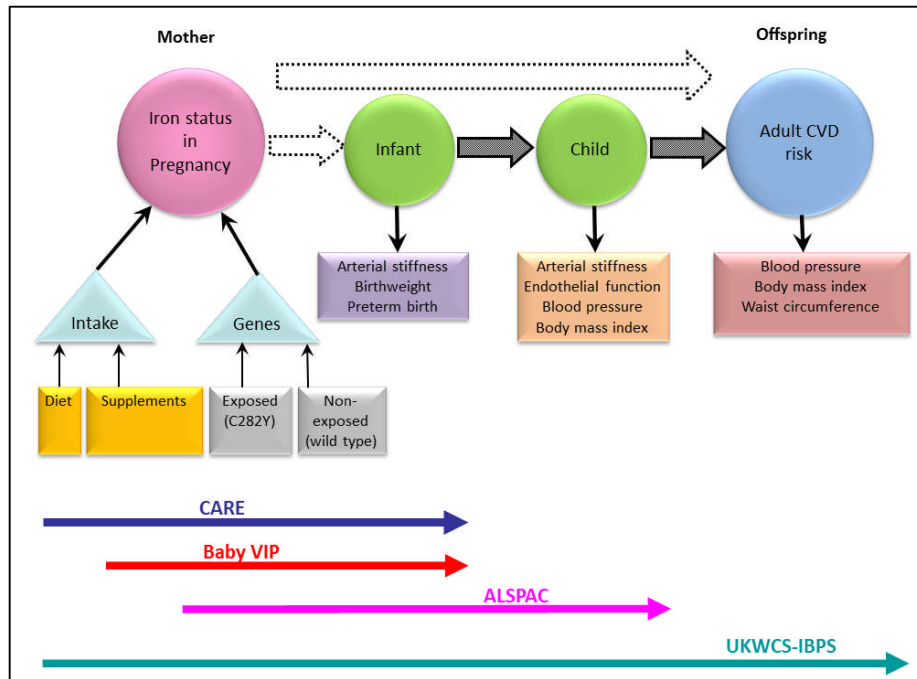 Mother
Offspring
Iron status
in
Pregnancy
Infant
Child
Adult CVD
risk
Arterial stiffness
Birthweight
Preterm birth
Arterial stiffness
Endothelial function
Blood pressure
Body mass index
Blood pressure
Body mass index
Waist circumference
Intake
Genes
Diet
Supplements
Exposed
(C282Y)
Non-
exposed
(wild type)
CARE
Baby VIP
ALSPAC
UKWCS-IBPS